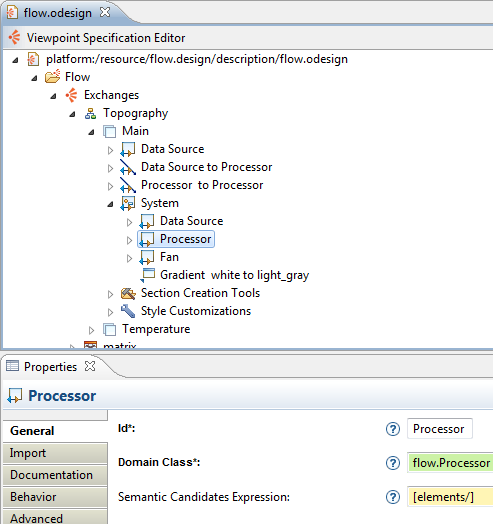 flow.odesign
Viewpoint Specification Editor
platform:/resource/flow.design/description/flow.odesign
Flow
Exchanges
Topography
Main
Data Source
Data Source to Processor
Processor to Processor
System
Data Source
Processor
Fan
Gradient white to light_gray
Section Creation Tools
Style Customizations
Temperature
matrix
Properties
Processor
General
Import
Documentation
Behavior
Advanced
Id*: ? Processor
Domain Class*: ? flow.Processor
Semantic Candidates Expression: ? [elements/]